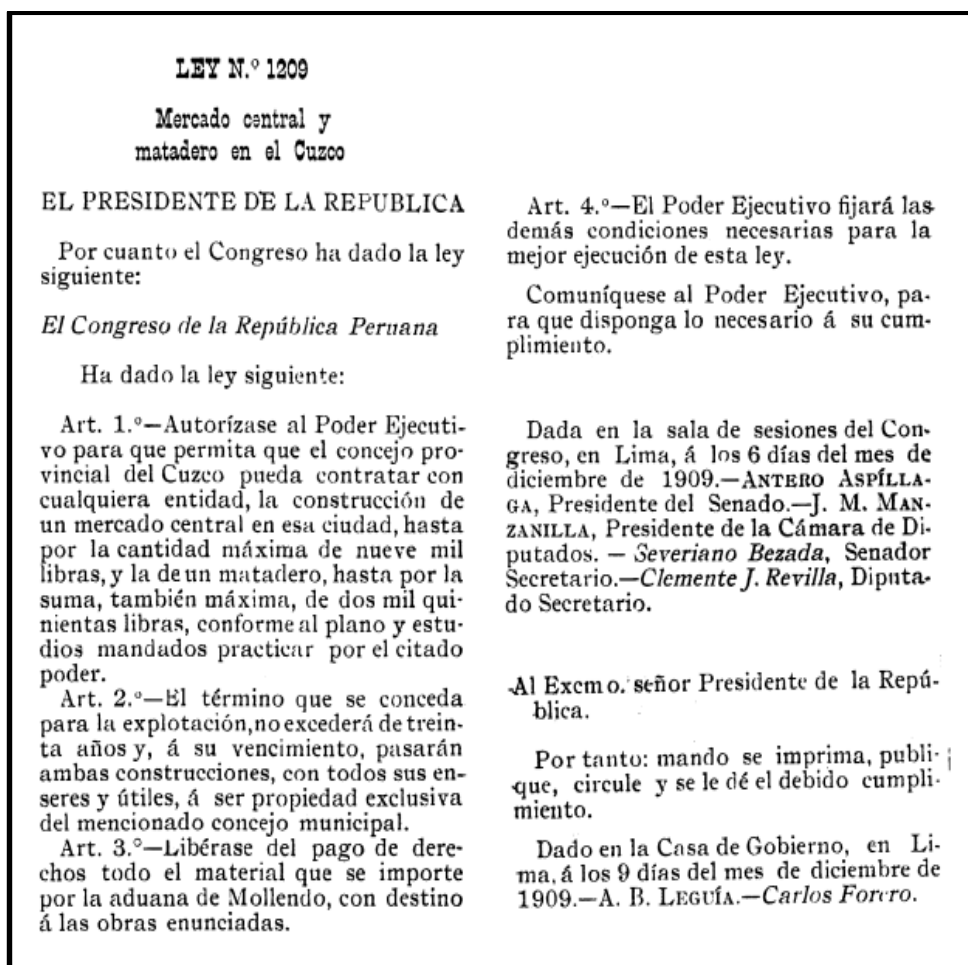 LEY N.º 1209
Mercado central y
matadero en el Cuzco
EL PRESIDENTE DE LA REPUBLICA
Por cuanto el Congreso ha dado la ley
siguiente:
El Congreso de la República Peruana
Ha dado la ley siguiente:
Art. 1.º—Autorízase al Poder Ejecuti-
vo para que permita que el concejo pro-
vincial del Cuzco pueda contratar con
cualquiera entidad, la construcción de
un mercado central en esa ciudad, hasta
por la cantidad máxima de nueve mil
libras, y la de un matadero, hasta por la
suma, también máxima, de dos mil qui-
nientas libras, conforme al plano y estu-
dios mandados practicar por el citado
poder.
Art. 2.º—El término que se conceda
para la explotación, no excederá de trein-
ta años y, á su vencimiento, pasarán
ambas construcciones, con todos sus en-
seres y útiles, á ser propiedad exclusiva
del mencionado concejo municipal.
Art. 3.º—Libérase del pago de dere-
chos todo el material que se importe
por la aduana de Mollendo, con destino
á las obras enunciadas.
Art. 4.º—El Poder Ejecutivo fijará las
demás condiciones necesarias para la
mejor ejecución de esta ley.
Comuníquese al Poder Ejecutivo, pa-
ra que disponga lo necesario á su cum-
plimiento.
Dada en la sala de sesiones del Con-
greso, en Lima, á los 6 días del mes de
diciembre de 1909.—ANTERO ASPÍLLA-
GA, Presidente del Senado.—J. M. MAN-
ZANILLA, Presidente de la Cámara de Di-
putados. — Severiano Bezada, Senador
Secretario.—Clemente J. Revilla, Diputa-
do Secretario.
Al Excmo. señor Presidente de la Repú-
blica.
Por tanto: mando se imprima, publi-
que, circule y se le dé el debido cumpli-
miento.
Dado en la Casa de Gobierno, en Li-
ma, á los 9 días del mes de diciembre de
1909.—A. B. LEGUÍA.—Carlos Forero.